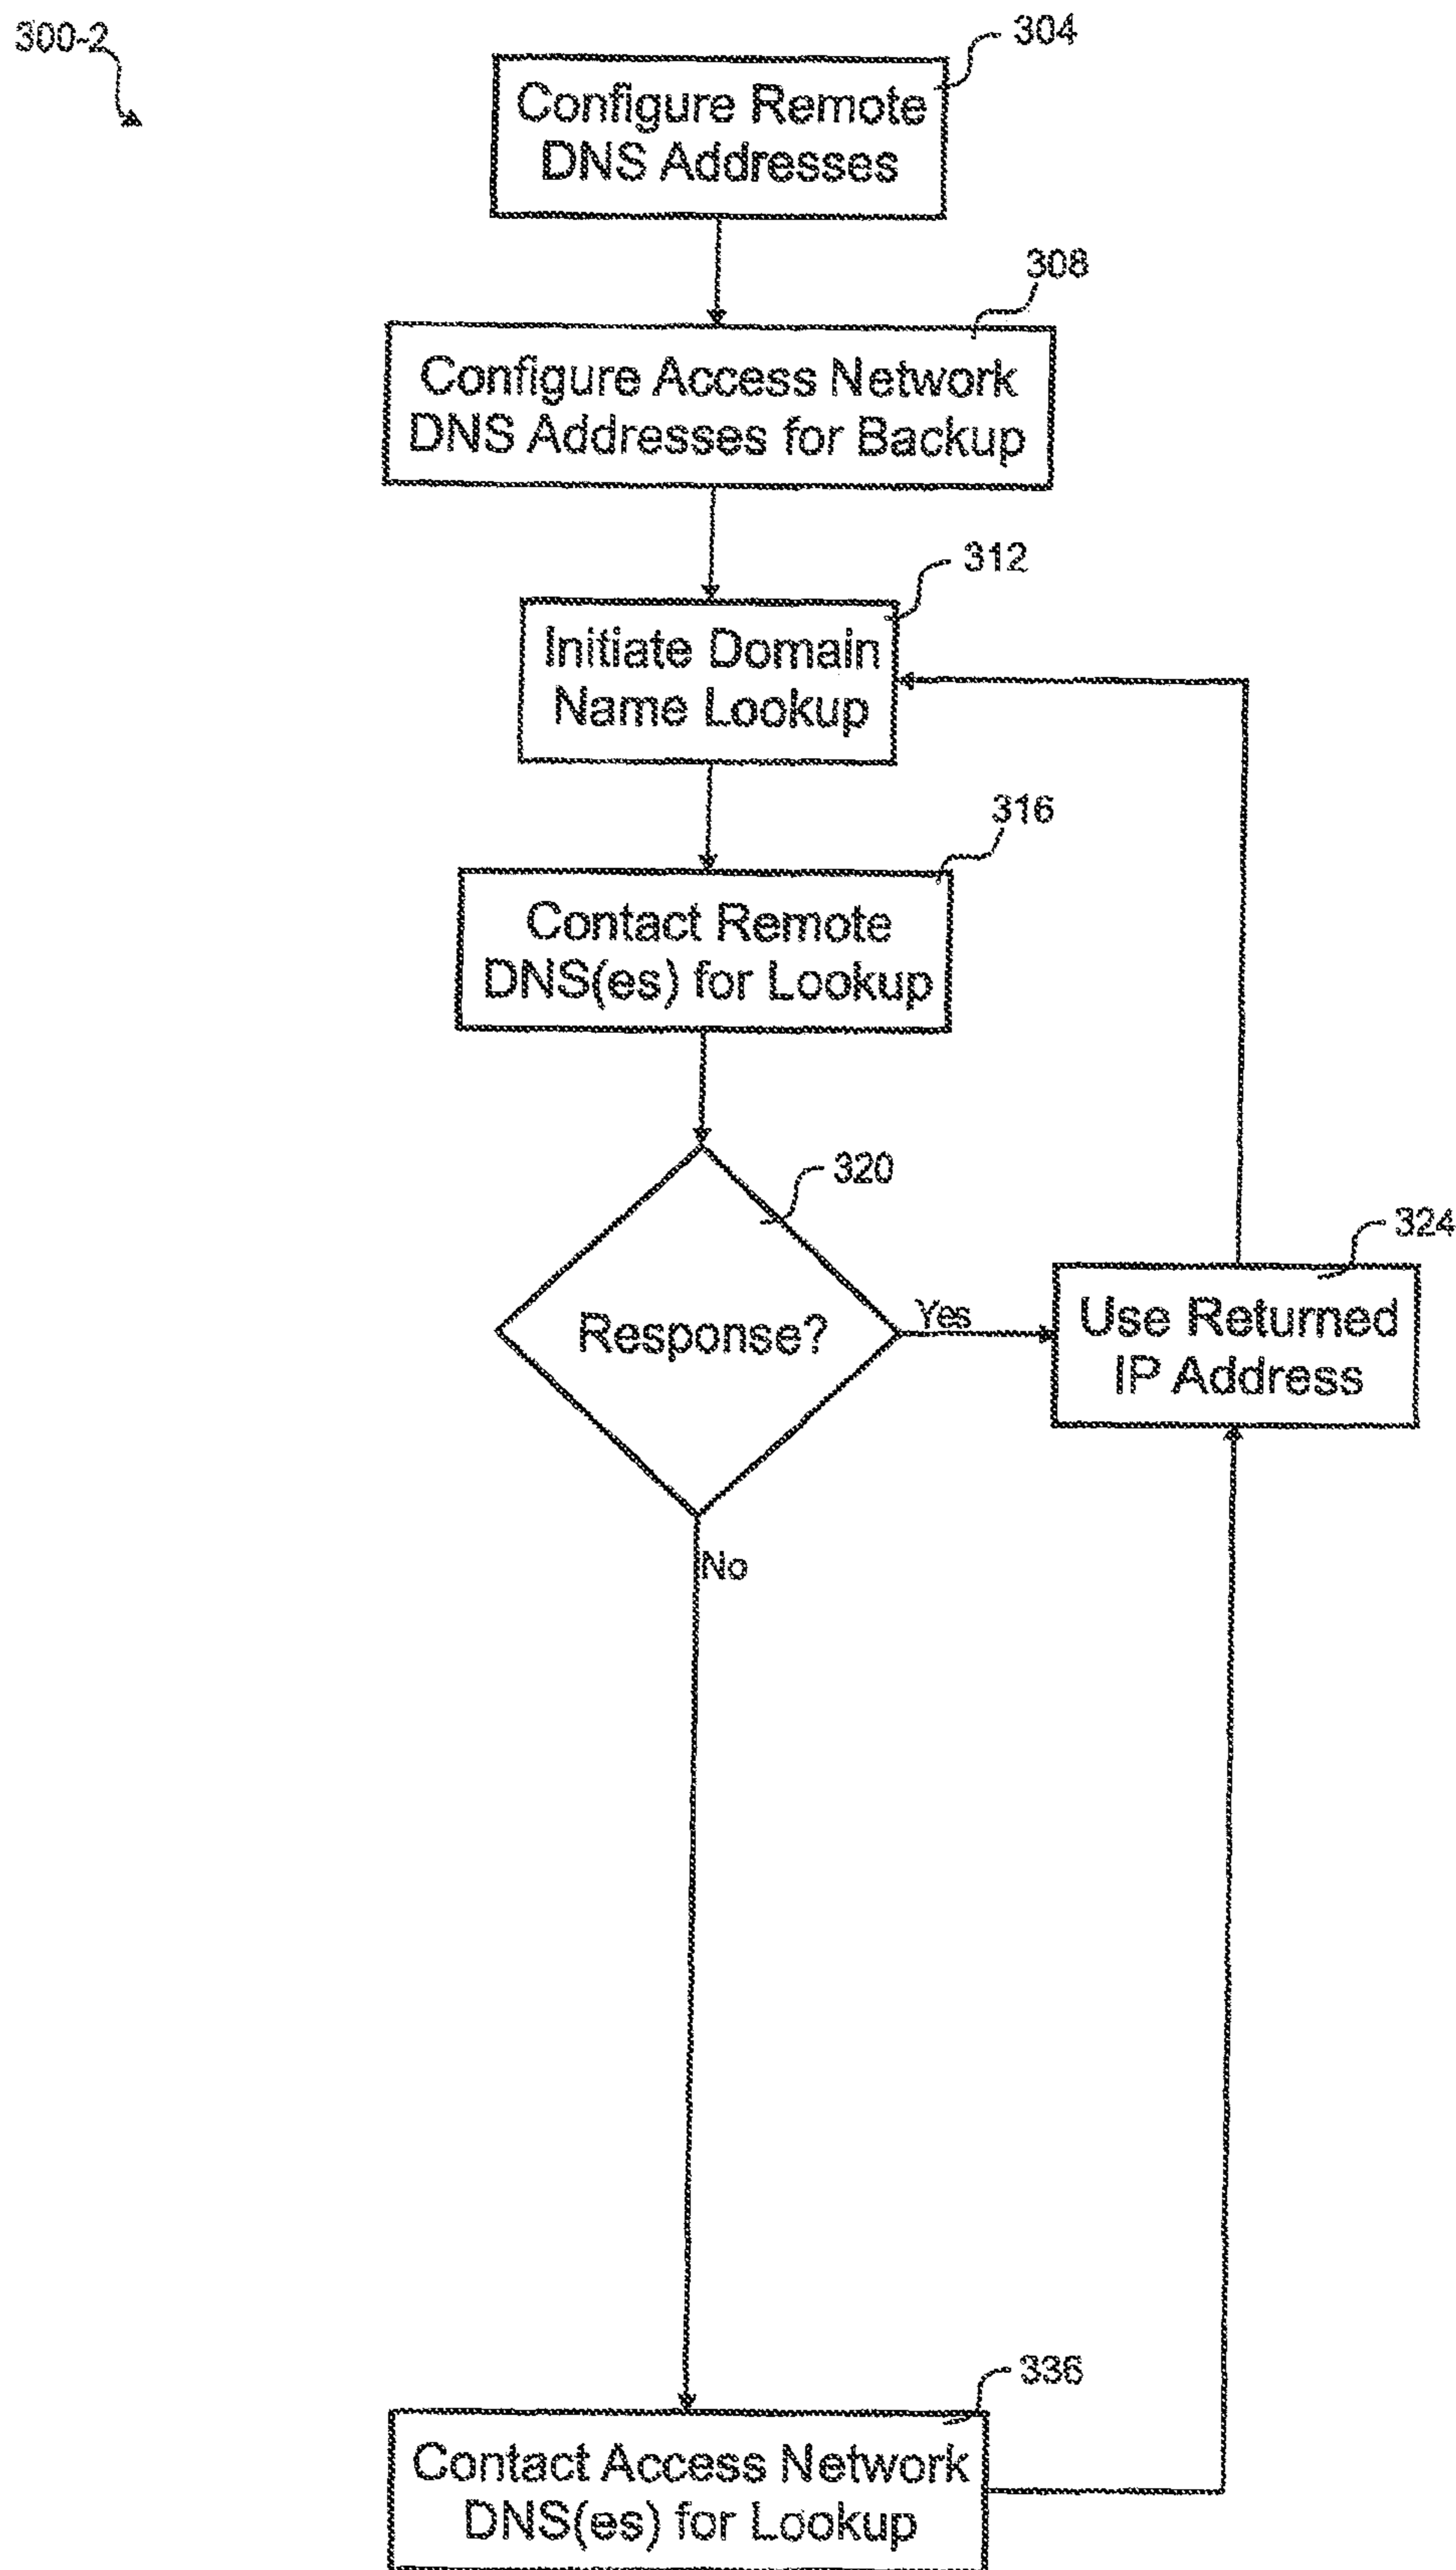 300-2
304
Configure Remote
DNS Addresses
308
Configure Access Network
DNS Addresses for Backup
312
Initiate Domain
Name Lookup
316
Contact Remote
DNS(es) for Lookup
320
Response?
Yes
324
Use Returned
IP Address
No
336
Contact Access Network
DNS(es) for Lookup